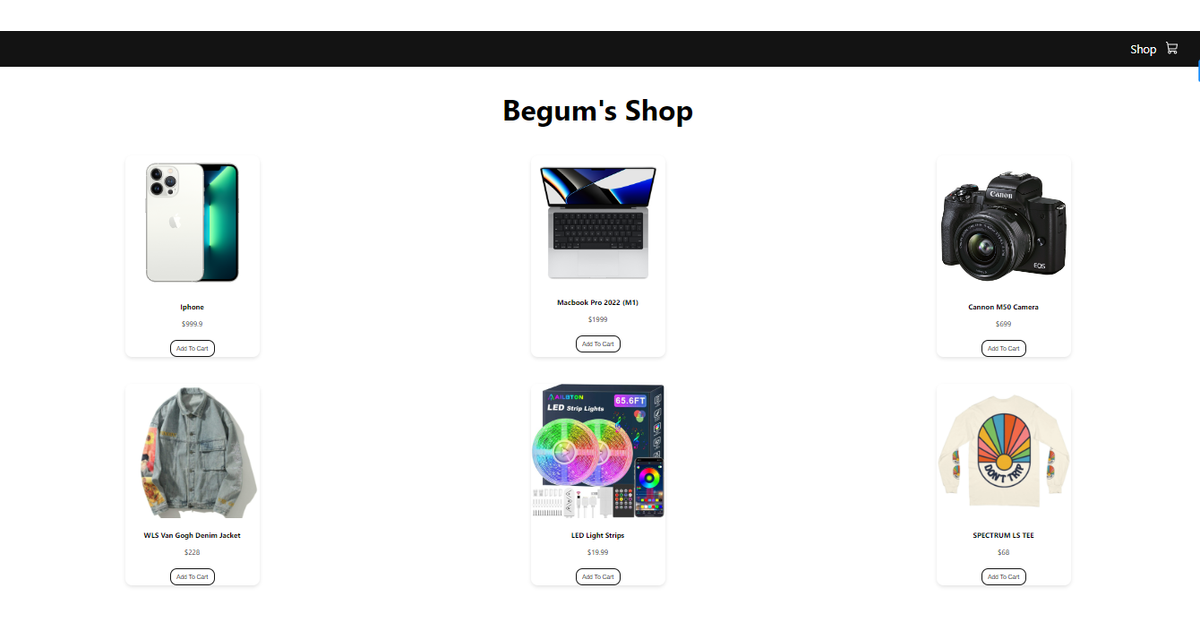 Shop
Begum's Shop
Iphone
$999.9
Add To Cart
Macbook Pro 2022 (M1)
$1999
Add To Cart
Canon
EOS
Cannon M50 Camera
$699
Add To Cart
WLS Van Gogh Denim Jacket
$228
Add To Cart
AILBTON
65.6FT
LED Strip Lights
LED Light Strips
$19.99
Add To Cart
DON'T TRIP
SPECTRUM LS TEE
$68
Add To Cart